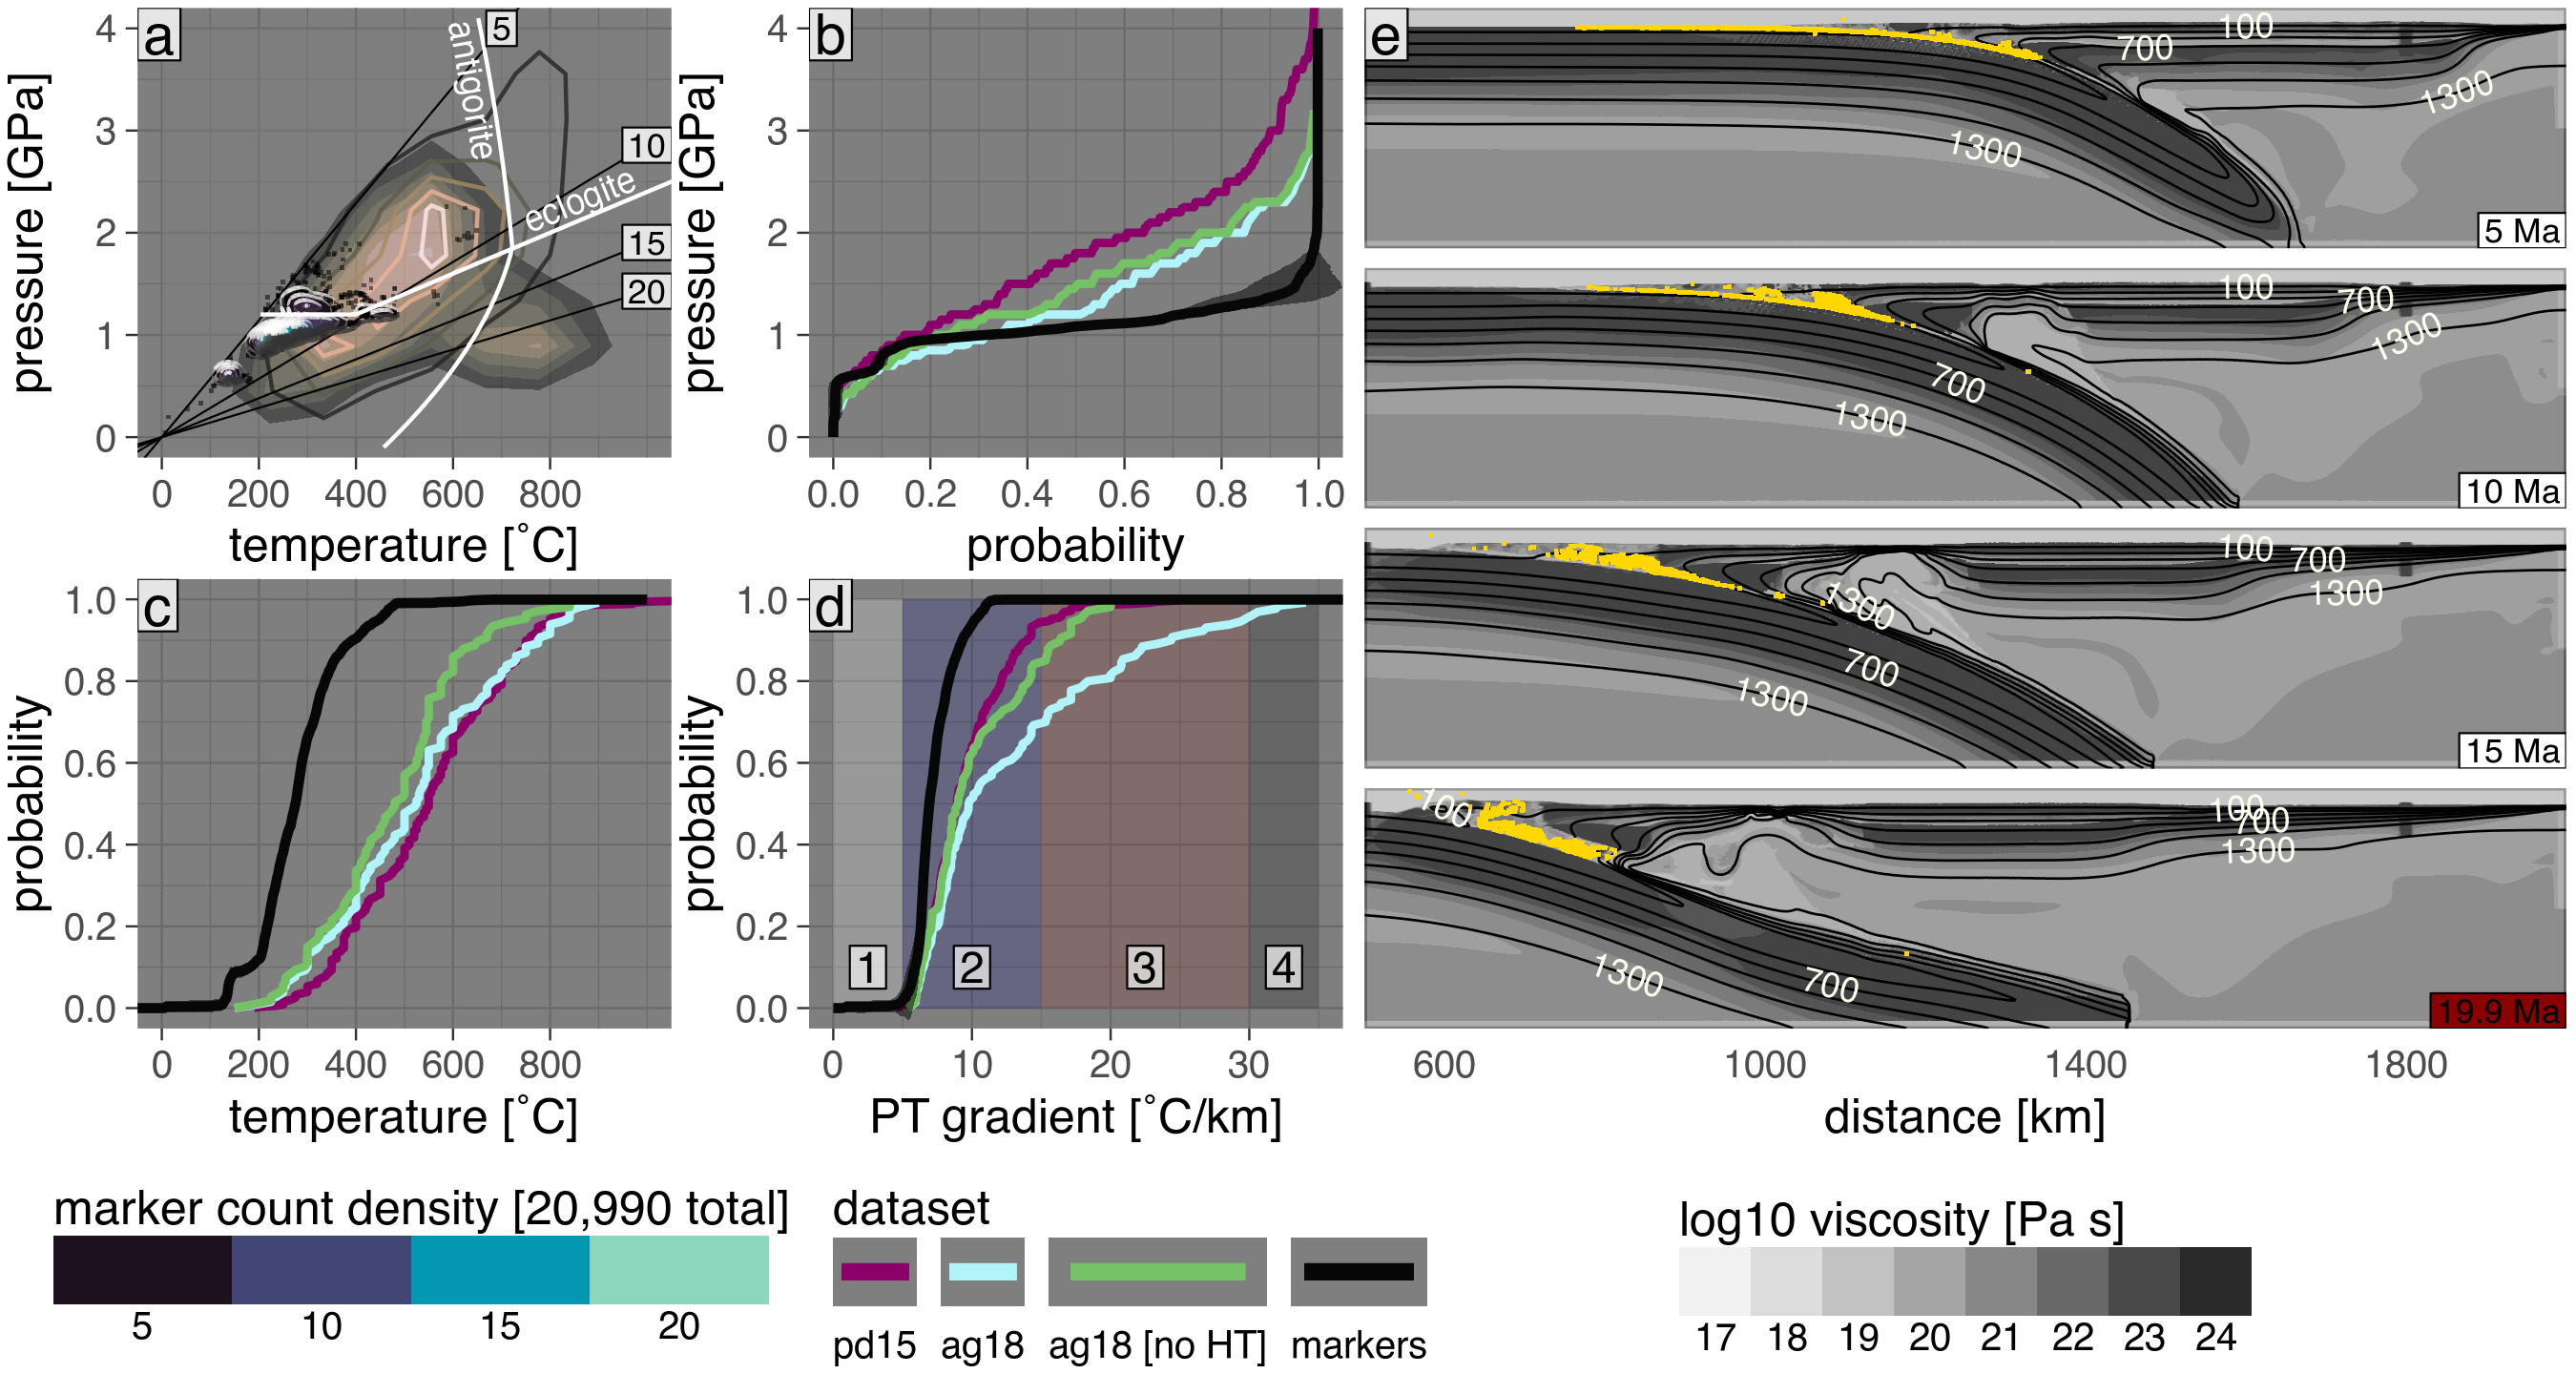 a
antigorite
eclogite
5
10
15
20
pressure [GPa]
4
3
2
1
0
0 200 400 600 800
temperature [°C]
b
pressure [GPa]
4
3
2
1
0
0.0 0.2 0.4 0.6 0.8 1.0
probability
c
probability
1.0
0.8
0.6
0.4
0.2
0.0
0 200 400 600 800
temperature [°C]
d
probability
1.0
0.8
0.6
0.4
0.2
0.0
1 2 3 4
0 10 20 30
PT gradient [°C/km]
e
100
700
1300
1300
5 Ma
100
700
1300
700
1300
10 Ma
100
700
1300
1300
700
1300
15 Ma
100
100
700
1300
1300
700
19.9 Ma
600 1000 1400 1800
distance [km]
marker count density [20,990 total]
5 10 15 20
dataset
pd15 ag18 ag18 [no HT] markers
log10 viscosity [Pa s]
17 18 19 20 21 22 23 24